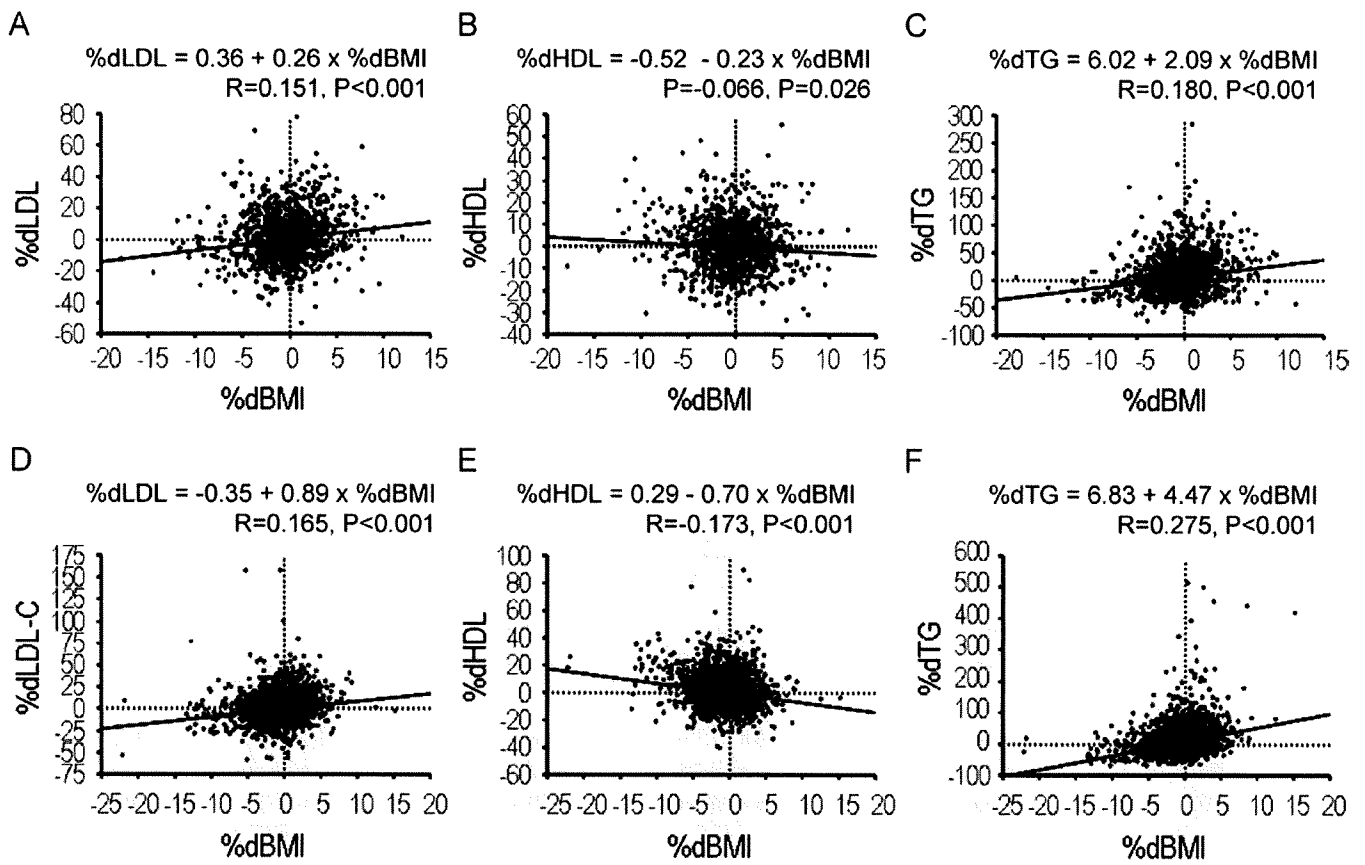 A
%dLDL = 0.36 + 0.26 x %dBMI
R=0.151, P<0.001
80
60
40
20
0
-20
-40
-60
-20 -15 -10 -5 0 5 10 15
%dLDL
%dBMI
B
%dHDL = -0.52 - 0.23 x %dBMI
P=-0.066, P=0.026
60
50
40
30
20
10
0
-10
-20
-30
-40
-20 -15 -10 -5 0 5 10 15
%dHDL
%dBMI
C
%dTG = 6.02 + 2.09 x %dBMI
R=0.180, P<0.001
300
250
200
150
100
50
0
-50
-100
-20 -15 -10 -5 0 5 10 15
%dTG
%dBMI
D
%dLDL = -0.35 + 0.89 x %dBMI
R=0.165, P<0.001
175
150
125
100
75
50
25
0
-25
-50
-75
-25 -20 -15 -10 -5 0 5 10 15 20
%dLDL-C
%dBMI
E
%dHDL = 0.29 - 0.70 x %dBMI
R=-0.173, P<0.001
100
80
60
40
20
0
-20
-40
-60
-25 -20 -15 -10 -5 0 5 10 15 20
%dHDL
%dBMI
F
%dTG = 6.83 + 4.47 x %dBMI
R=0.275, P<0.001
600
500
400
300
200
100
0
-100
-25 -20 -15 -10 -5 0 5 10 15 20
%dTG
%dBMI